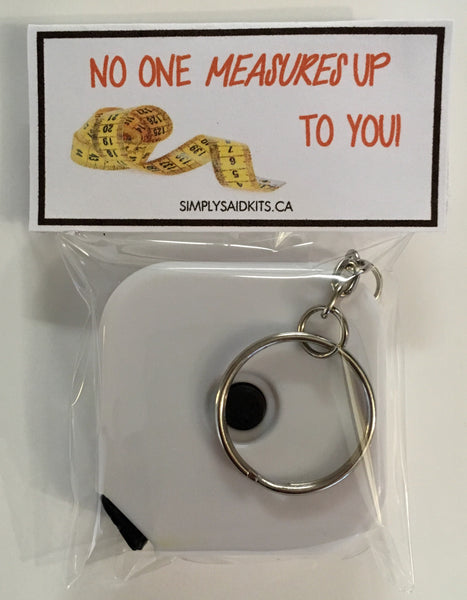 NO ONE MEASURES UP
TO YOU!
SIMPLYSAIDKITS.CA